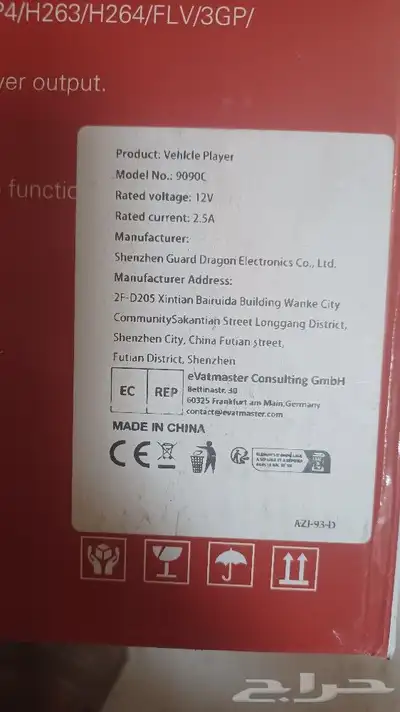 P4/H263/H264/FLV/3GP/
yer output.
functio
Product: Vehicle Player
Model No.: 9090C
Rated voltage: 12V
Rated current: 2.5A
Manufacturer:
Shenzhen Guard Dragon Electronics Co., Ltd.
Manufacturer Address:
2F-D205 Xintian Bairuida Building Wanke City
CommunitySakantian Street Longgang District,
Shenzhen City, China Futian street,
Futian District, Shenzhen
EC REP
eVatmaster Consulting GmbH
Bettinastr. 30
60325 Frankfurt am Main,Germany
contact@evatmaster.com
MADE IN CHINA
CE
AZJ-93-D
حراج